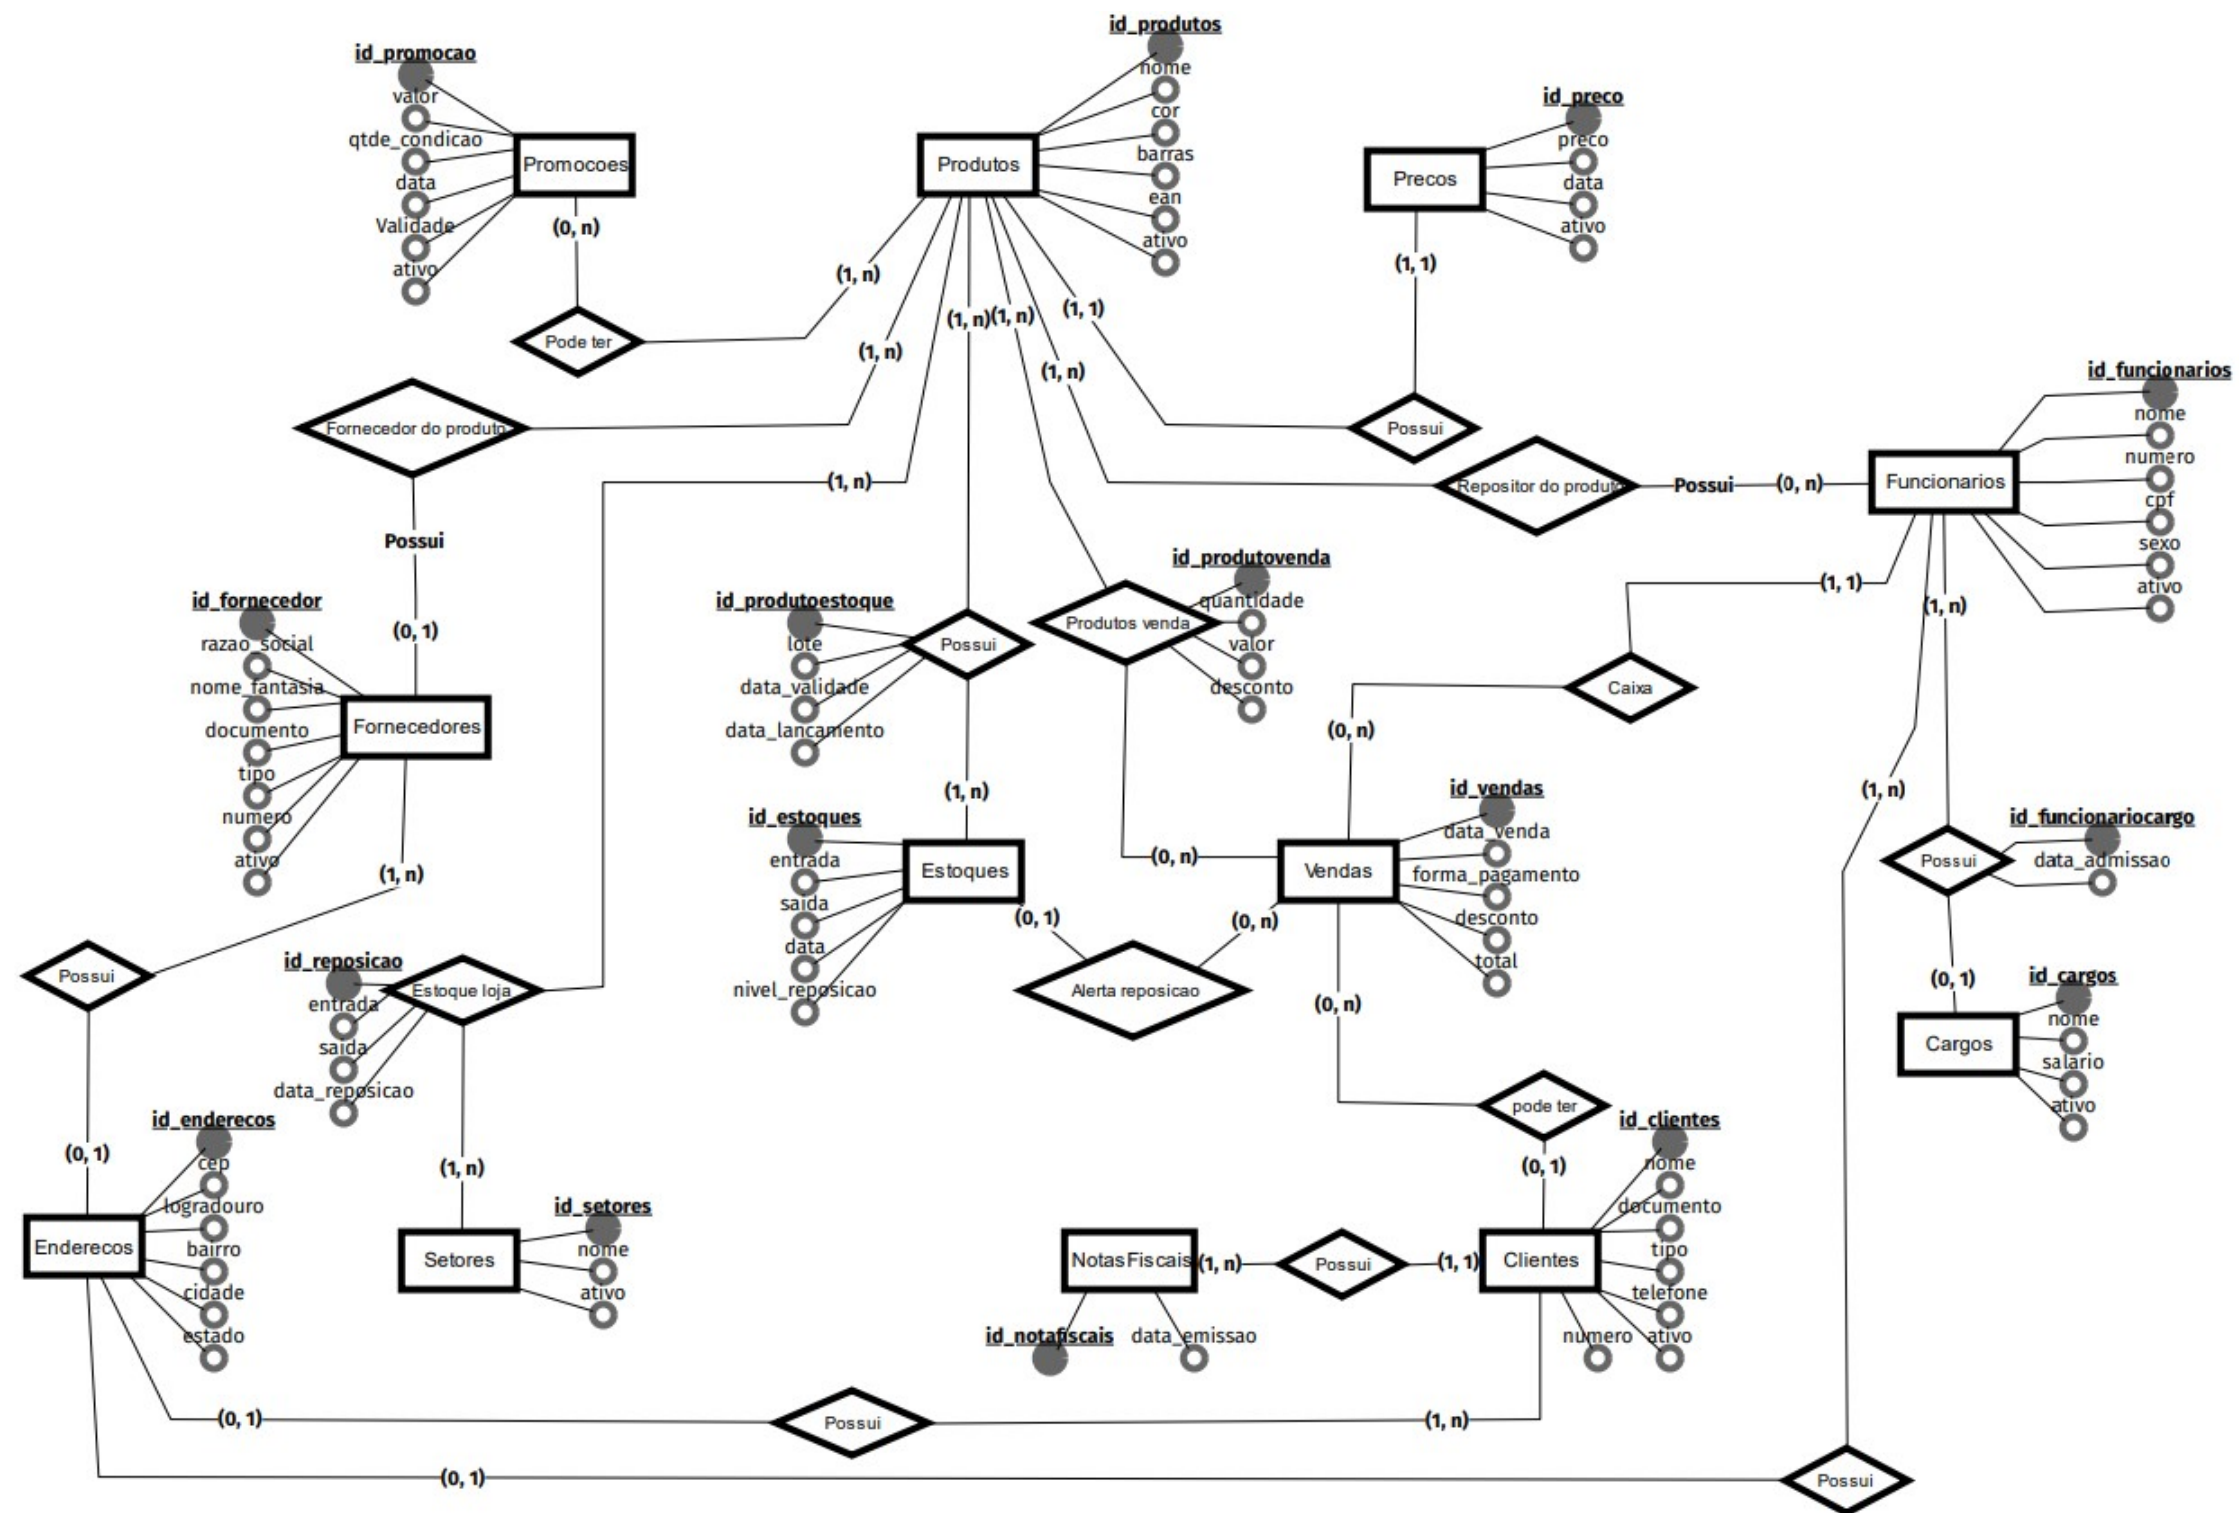 id_produtos
nome
cor
barras
ean
ativo
Produtos
id_promocao
valor
qtde_condicao
data
Validade
ativo
Promocoes
(0, n)
Pode ter
(1, n)
id_preco
preco
data
ativo
Precos
(1, 1)
(1, 1)
Possui
(1, n)
(1, n)
(1, n)
(1, n)
(1, n)
Fornecedor do produto
Possui
(0, 1)
Repositor do produto
Possui
(0, n)
id_funcionarios
nome
numero
cpf
sexo
ativo
Funcionarios
(1, 1)
(1, n)
(1, n)
Caixa
(0, n)
id_fornecedor
razao_social
nome_fantasia
documento
tipo
numero
ativo
Fornecedores
(1, n)
Possui
(0, 1)
id_produtoestoque
lote
data_validade
data_lancamento
Possui
(1, n)
id_produtovenda
quantidade
valor
desconto
Produtos venda
(0, n)
id_estoques
entrada
saida
data
nivel_reposicao
Estoques
(0, 1)
Alerta reposicao
(0, n)
id_vendas
data_venda
forma_pagamento
desconto
total
Vendas
(0, n)
pode ter
(0, 1)
id_funcionariocargo
data_admissao
Possui
(0, 1)
id_cargos
nome
salario
ativo
Cargos
id_reposicao
entrada
saida
data_reposicao
Estoque loja
(1, n)
id_enderecos
cep
logradouro
bairro
cidade
estado
Enderecos
id_setores
nome
ativo
Setores
id_clientes
nome
documento
tipo
telefone
ativo
numero
Clientes
NotasFiscais
(1, n)
Possui
(1, 1)
id_notafiscais
data_emissao
(0, 1)
Possui
(1, n)
(0, 1)
Possui